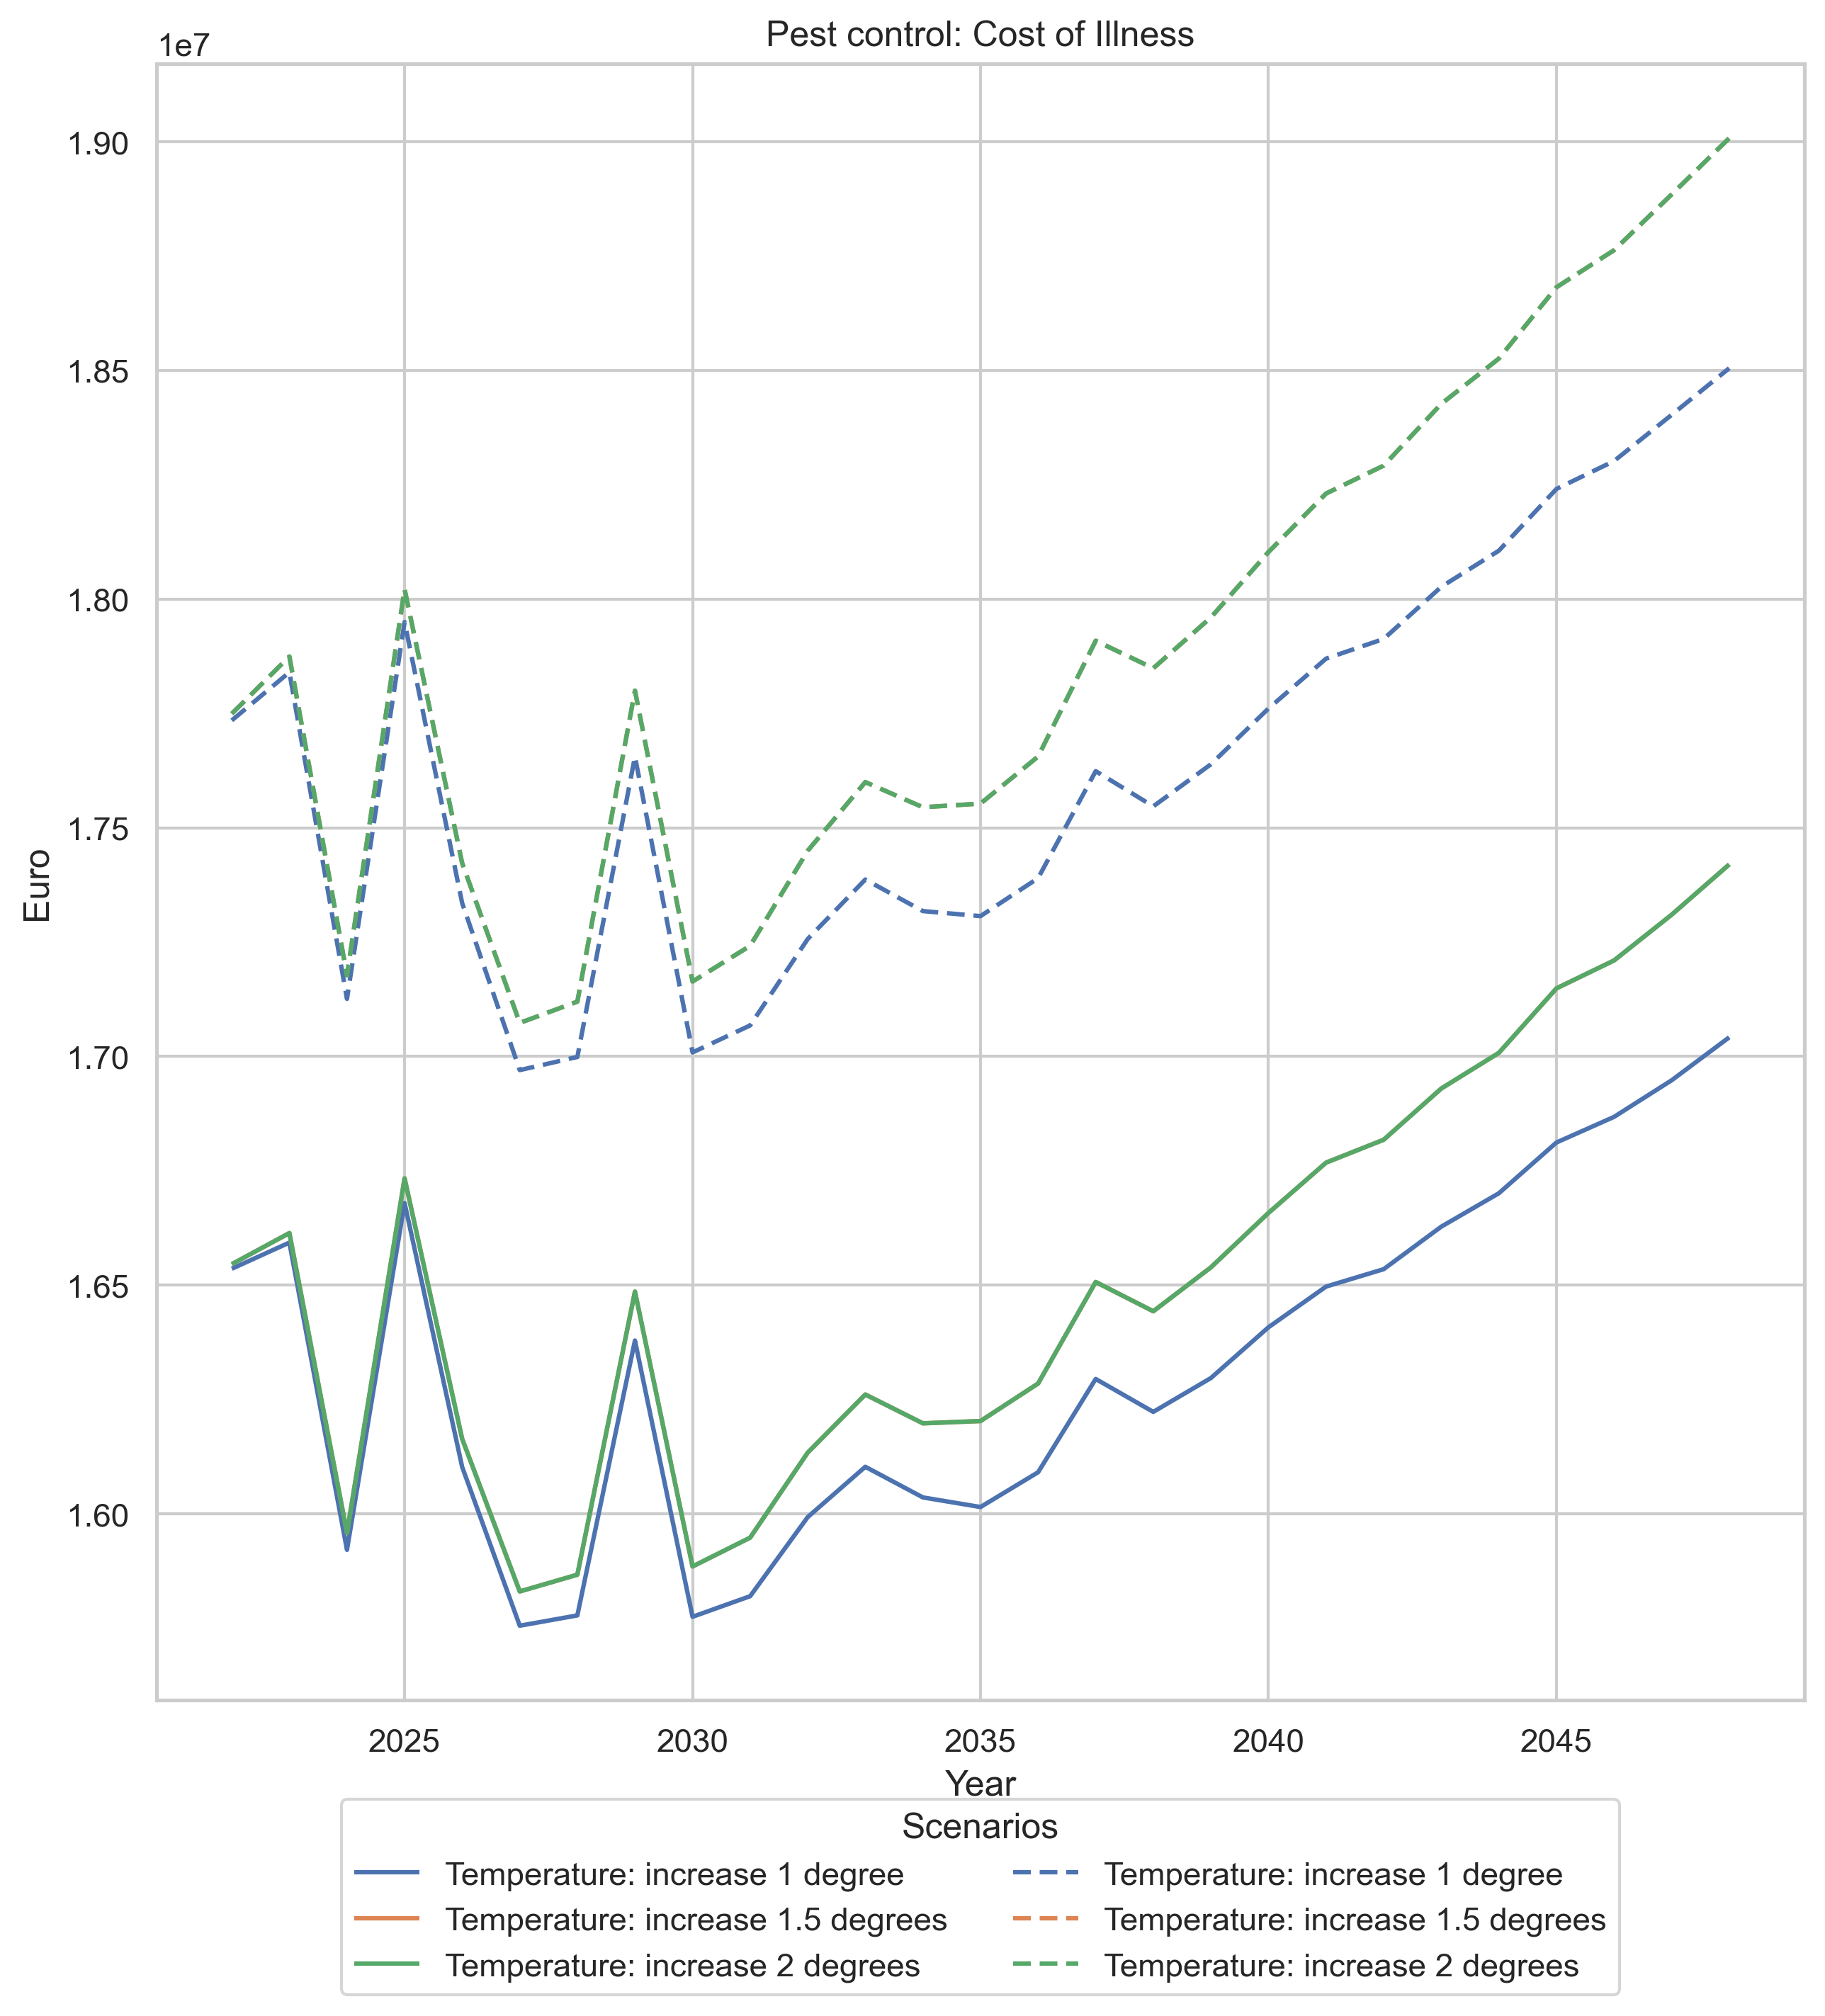 Pest control: Cost of Illness
1e7
1.90
1.85
1.80
1.75
1.70
1.65
1.60
Euro
2025 2030 2035 2040 2045
Year
Scenarios
Temperature: increase 1 degree
Temperature: increase 1.5 degrees
Temperature: increase 2 degrees
Temperature: increase 1 degree
Temperature: increase 1.5 degrees
Temperature: increase 2 degrees